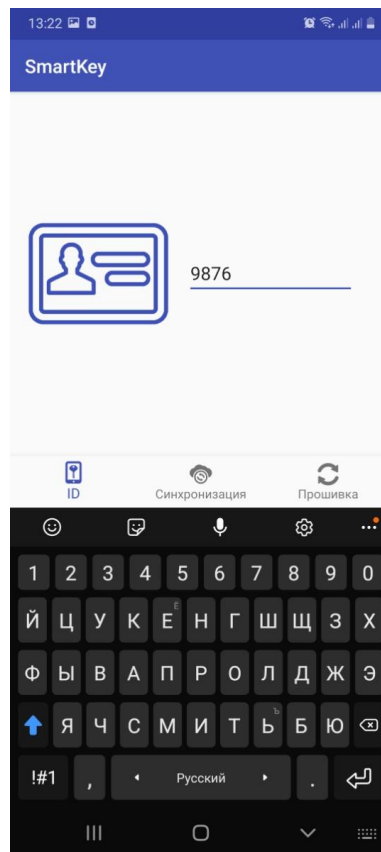 13:22
SmartKey
9876
ID Синхронизация Прошивка
1 2 3 4 5 6 7 8 9 0
Й Ц У К Е Ё Н Г Ш Щ З Х
Ф Ы В А П Р О Л Д Ж Э
Я Ч С М И Т Ь Ъ Б Ю
!#1 , Русский .